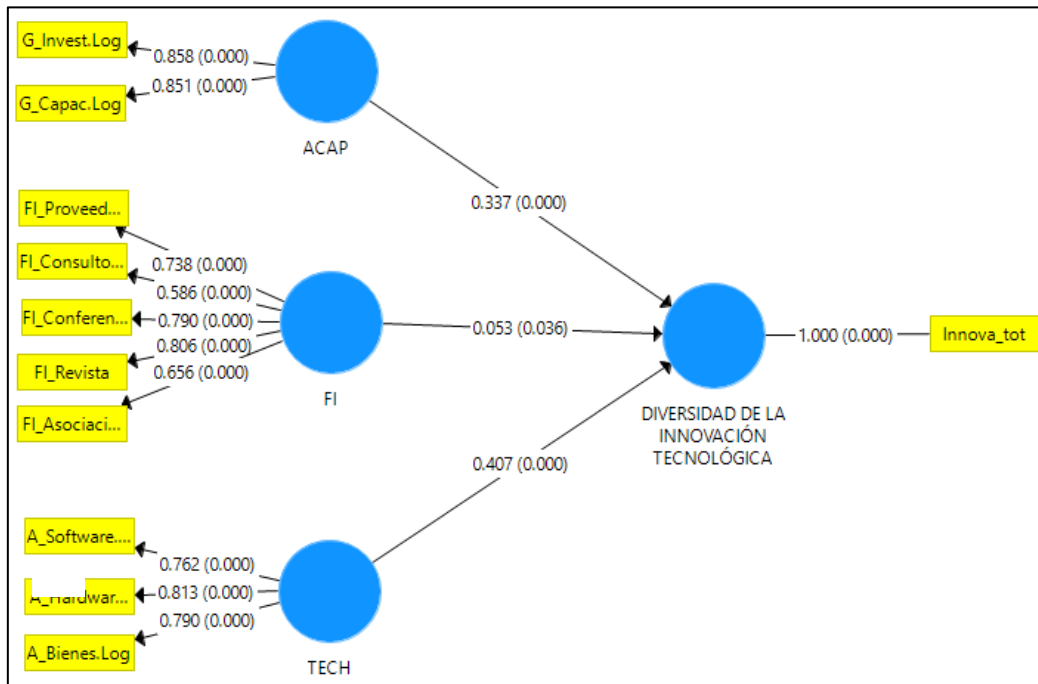 G_Invest.Log
0.858 (0.000)
0.851 (0.000)
G_Capac.Log
ACAP
0.337 (0.000)
FI_Proveed...
0.738 (0.000)
FI_Consulto...
0.586 (0.000)
FI_Conferen...
0.790 (0.000)
0.806 (0.000)
FI_Revista
0.656 (0.000)
FI_Asociaci...
FI
0.053 (0.036)
1.000 (0.000)
Innova_tot
DIVERSIDAD DE LA
INNOVACIÓN
TECNOLÓGICA
0.407 (0.000)
A_Software....
0.762 (0.000)
A_Hardwar...
0.813 (0.000)
0.790 (0.000)
A_Bienes.Log
TECH